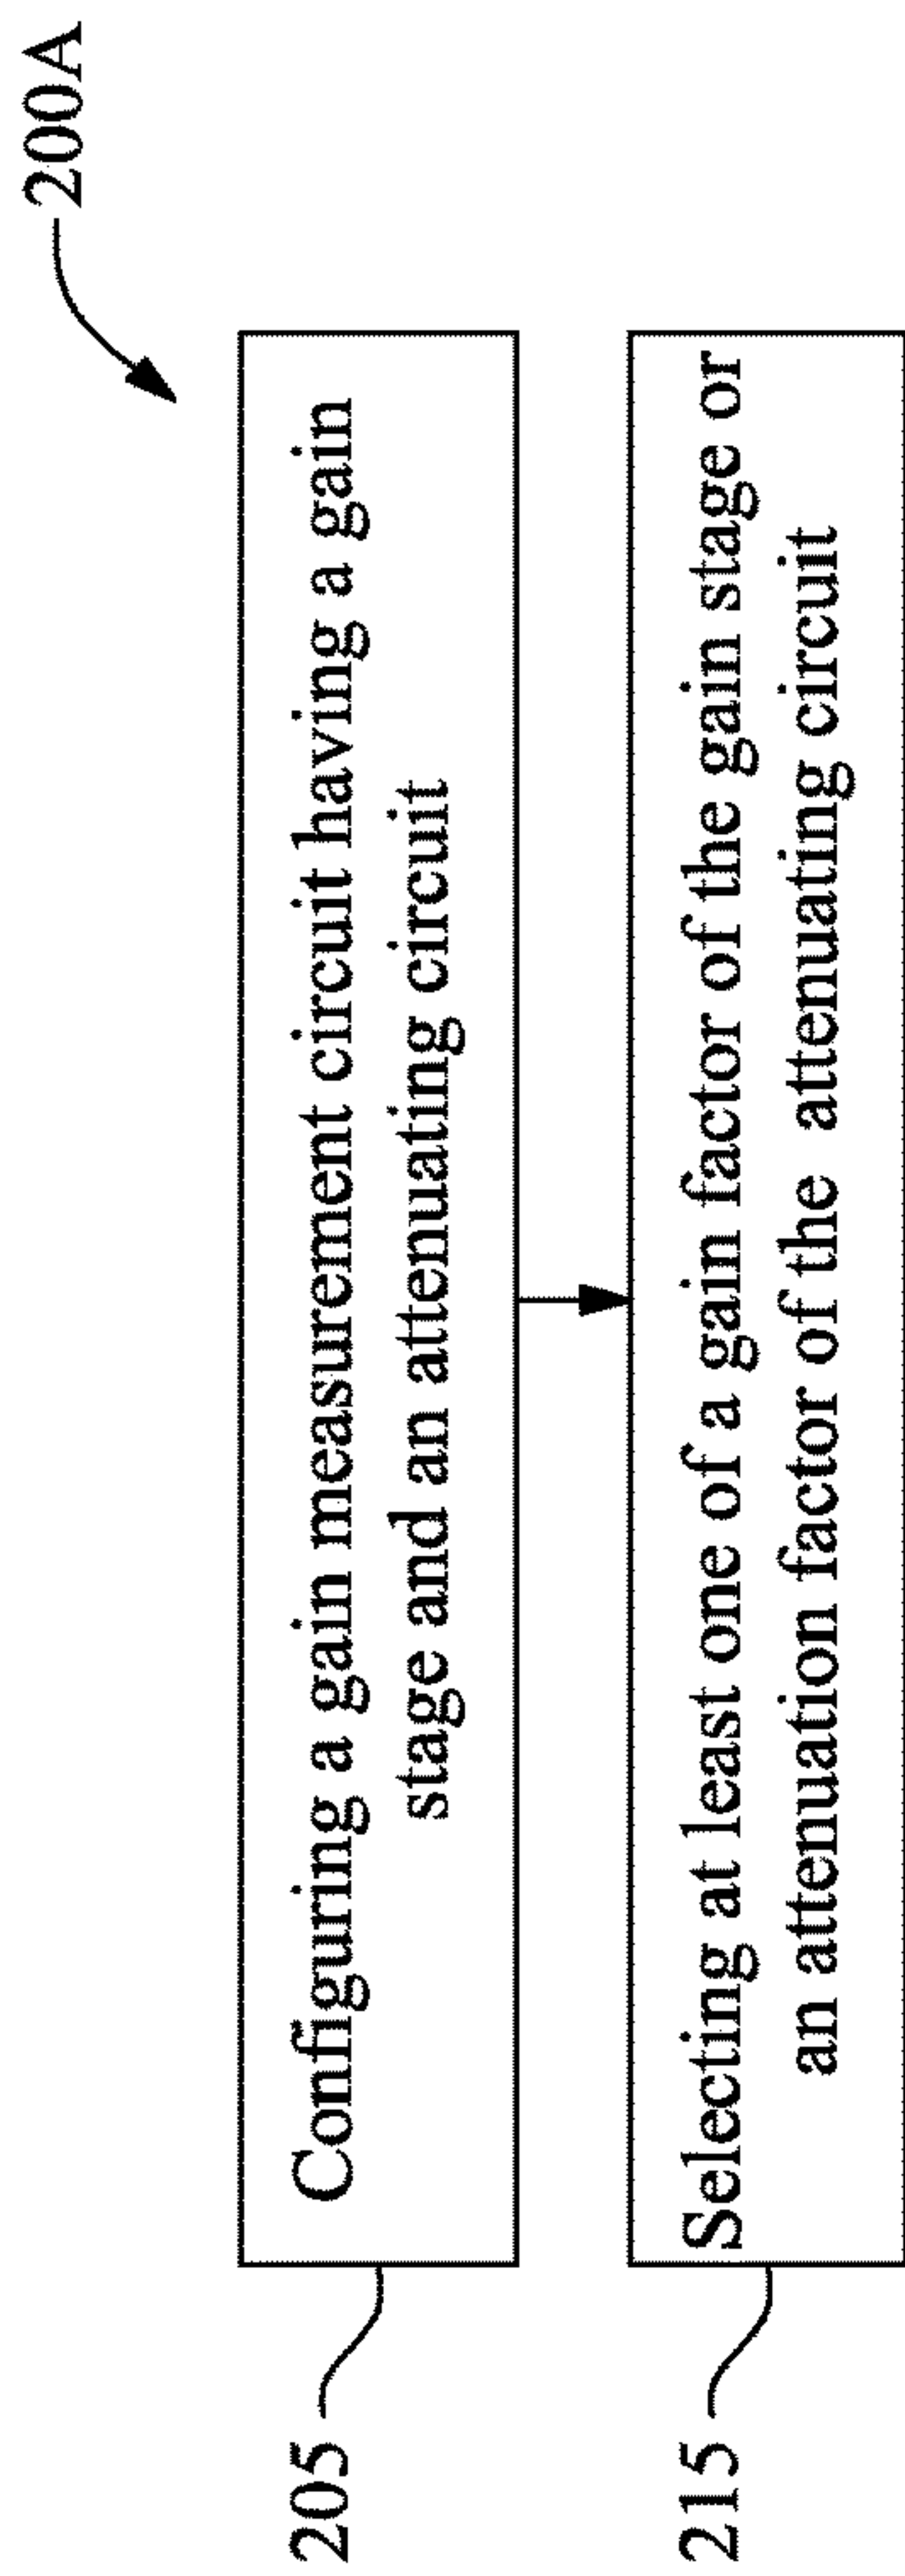 200A
205
Configuring a gain measurement circuit having a gain
stage and an attenuating circuit
215
Selecting at least one of a gain factor of the gain stage or
an attenuation factor of the attenuating circuit